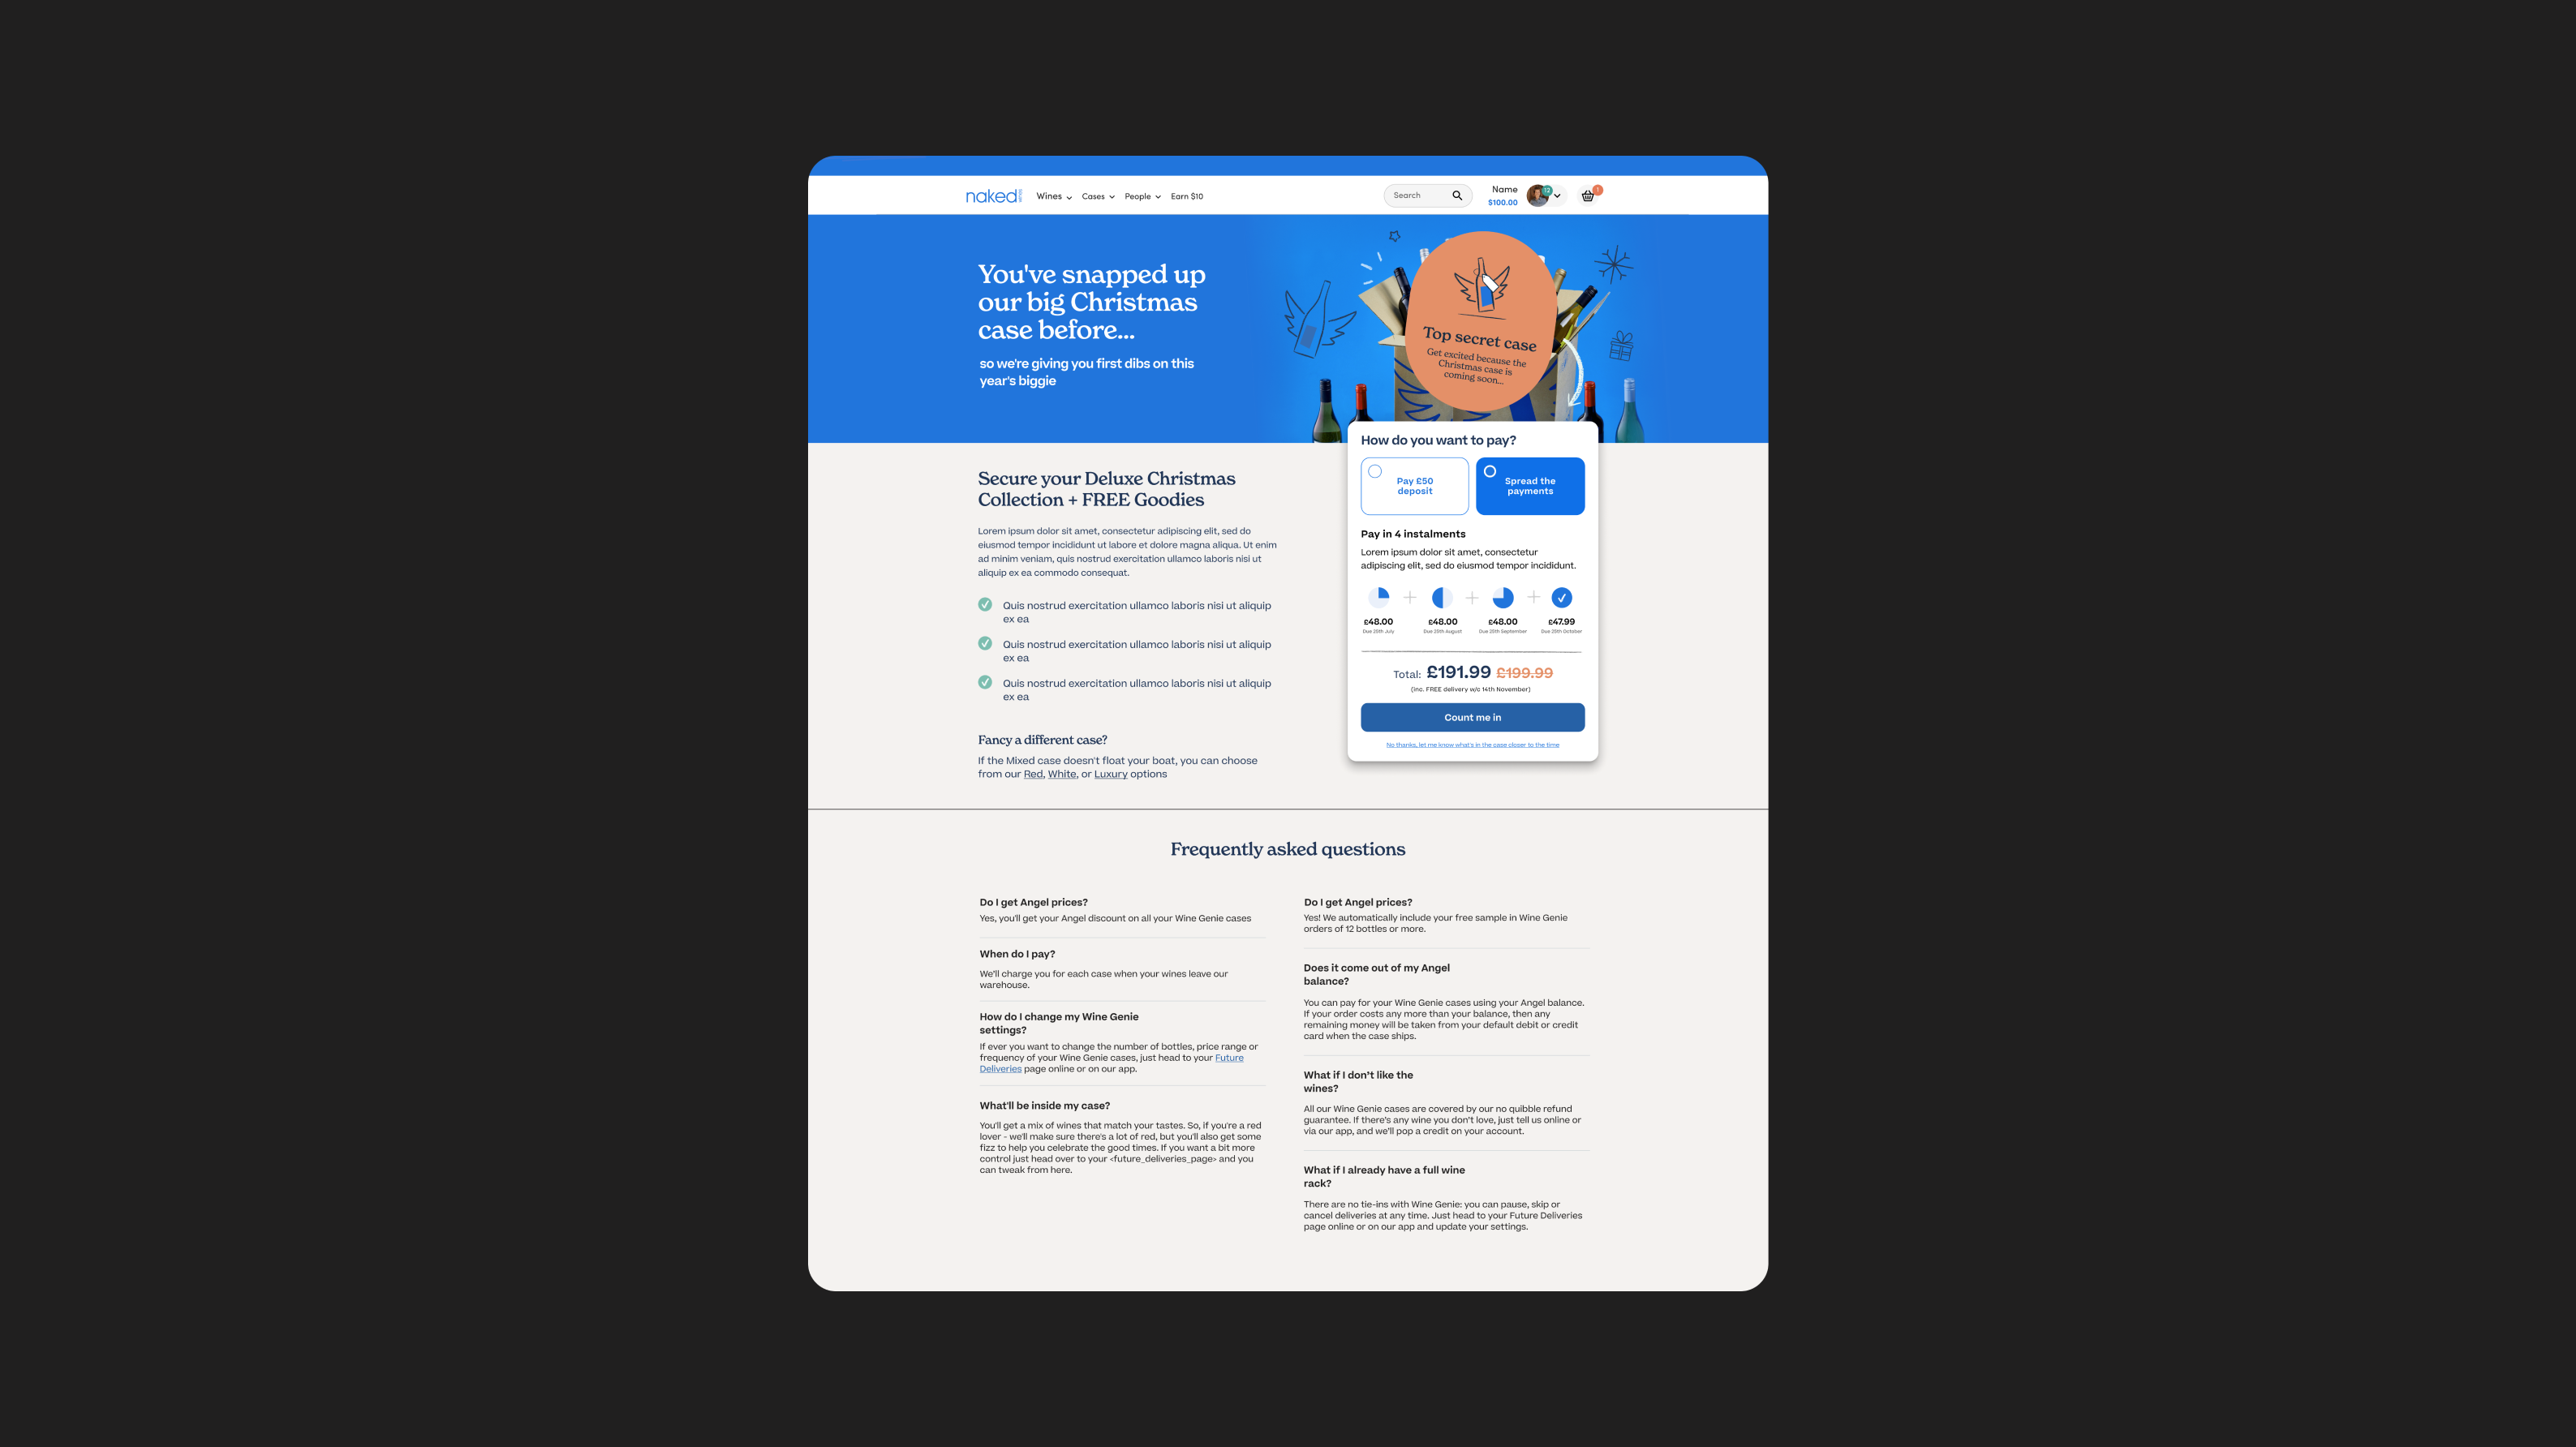 naked WINES
Wines
Cases
People
Earn $10
Search
Name
$100.00
12
1
You've snapped up
our big Christmas
case before...
so we're giving you first dibs on this
year's biggie
Top secret case
Get excited because the
Christmas case is
coming soon...
Secure your Deluxe Christmas
Collection + FREE Goodies
Lorem ipsum dolor sit amet, consectetur adipiscing elit, sed do
eiusmod tempor incididunt ut labore et dolore magna aliqua. Ut enim
ad minim veniam, quis nostrud exercitation ullamco laboris nisi ut
aliquip ex ea commodo consequat.
Quis nostrud exercitation ullamco laboris nisi ut aliquip
ex ea
Quis nostrud exercitation ullamco laboris nisi ut aliquip
ex ea
Quis nostrud exercitation ullamco laboris nisi ut aliquip
ex ea
Fancy a different case?
If the Mixed case doesn't float your boat, you can choose
from our Red, White, or Luxury options
How do you want to pay?
Pay £50
deposit
Spread the
payments
Pay in 4 instalments
Lorem ipsum dolor sit amet, consectetur
adipiscing elit, sed do eiusmod tempor incididunt.
£48.00
Due 25th July
£48.00
Due 25th August
£48.00
Due 25th September
£47.99
Due 25th October
Total: £191.99 £199.99
(inc. FREE delivery w/c 14th November)
Count me in
No thanks, let me know what's in the case closer to the time
Frequently asked questions
Do I get Angel prices?
Yes, you'll get your Angel discount on all your Wine Genie cases
When do I pay?
We'll charge you for each case when your wines leave our
warehouse.
How do I change my Wine Genie
settings?
If ever you want to change the number of bottles, price range or
frequency of your Wine Genie cases, just head to your Future
Deliveries page online or on our app.
What'll be inside my case?
You'll get a mix of wines that match your tastes. So, if you're a red
lover - we'll make sure there's a lot of red, but you'll also get some
fizz to help you celebrate the good times. If you want a bit more
control just head over to your <future_deliveries_page> and you
can tweak from here.
Do I get Angel prices?
Yes! We automatically include your free sample in Wine Genie
orders of 12 bottles or more.
Does it come out of my Angel
balance?
You can pay for your Wine Genie cases using your Angel balance.
If your order costs any more than your balance, then any
remaining money will be taken from your default debit or credit
card when the case ships.
What if I don't like the
wines?
All our Wine Genie cases are covered by our no quibble refund
guarantee. If there's any wine you don't love, just tell us online or
via our app, and we'll pop a credit on your account.
What if I already have a full wine
rack?
There are no tie-ins with Wine Genie: you can pause, skip or
cancel deliveries at any time. Just head to your Future Deliveries
page online or on our app and update your settings.